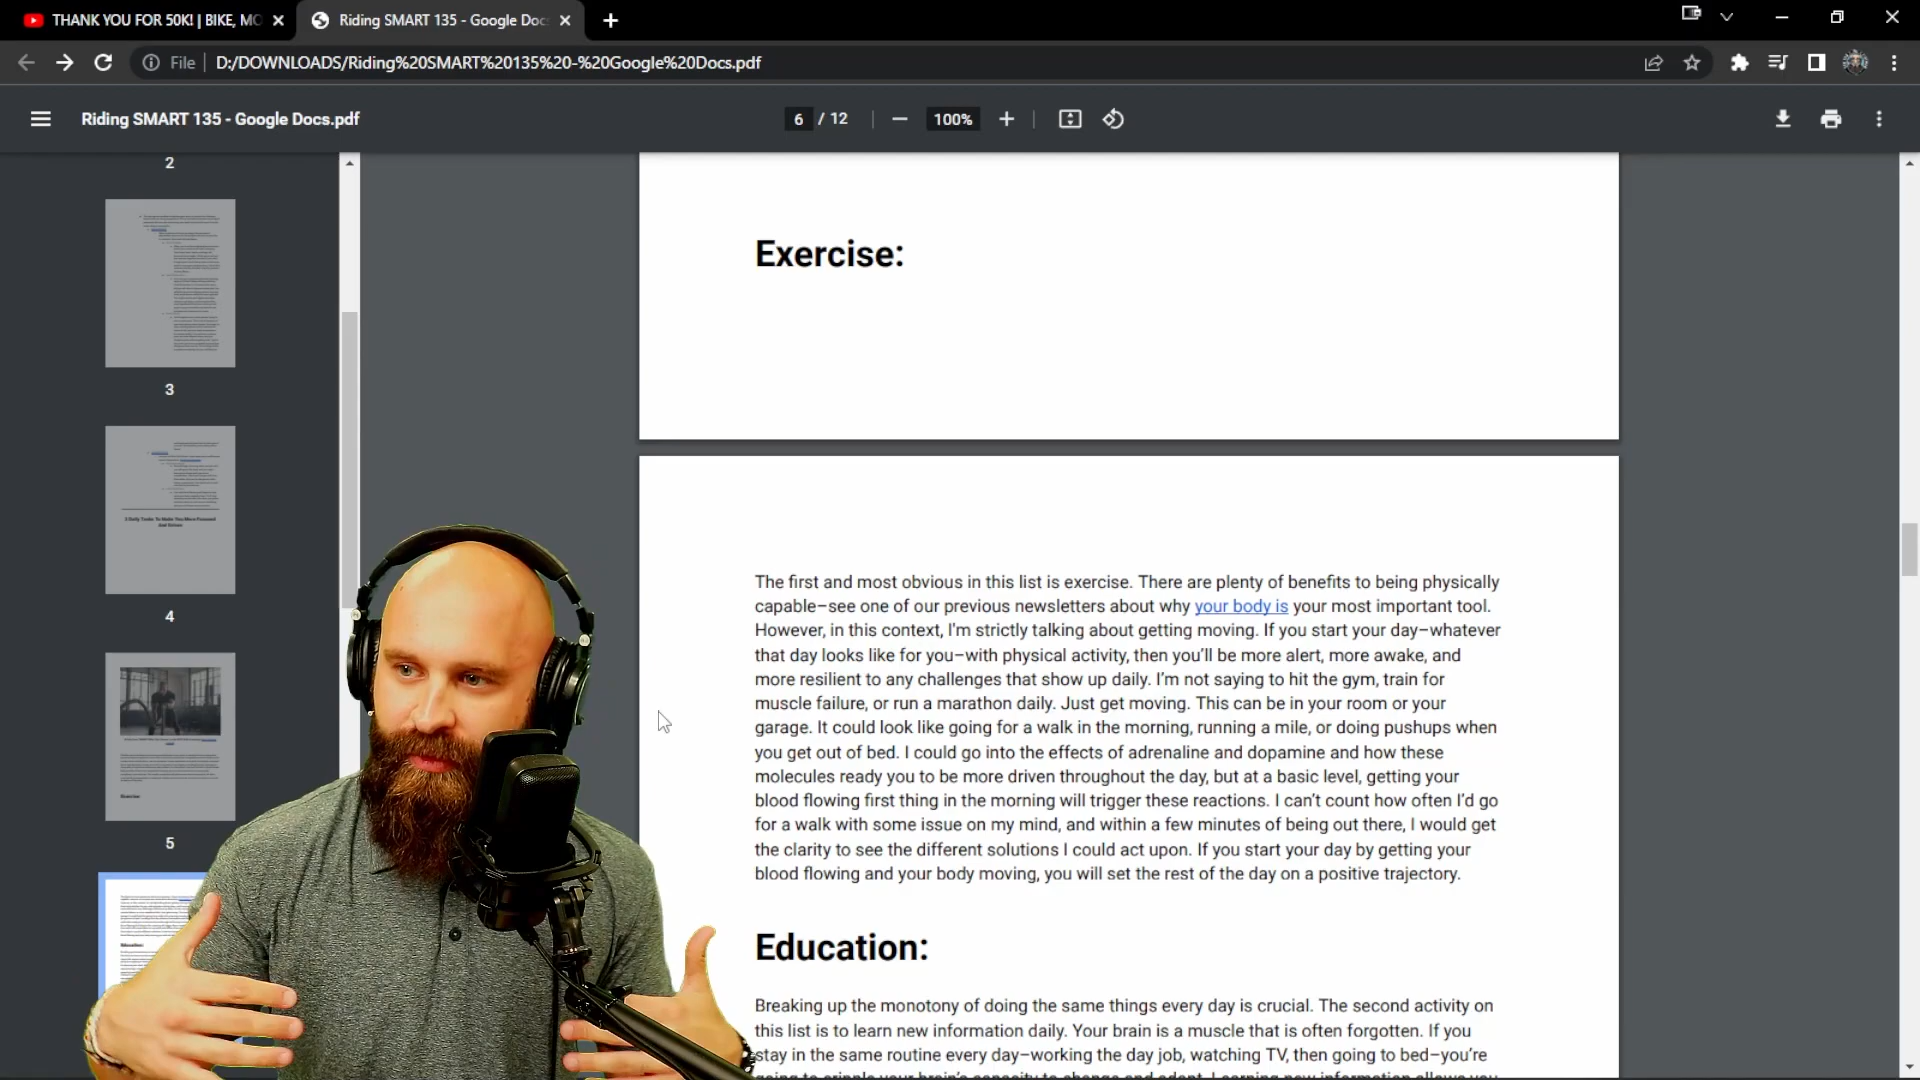 THANK YOU FOR 50K! | BIKE, MO
Riding SMART 135 - Google Doc
File
D:/DOWNLOADS/Riding%20SMART%20135%20-%20Google%20Docs.pdf
Riding SMART 135 - Google Docs.pdf
6 / 12
100%
2
3
4
5
Exercise:
The first and most obvious in this list is exercise. There are plenty of benefits to being physically
capable–see one of our previous newsletters about why your body is your most important tool.
However, in this context, I'm strictly talking about getting moving. If you start your day–whatever
that day looks like for you–with physical activity, then you'll be more alert, more awake, and
more resilient to any challenges that show up daily. I'm not saying to hit the gym, train for
muscle failure, or run a marathon daily. Just get moving. This can be in your room or your
garage. It could look like going for a walk in the morning, running a mile, or doing pushups when
you get out of bed. I could go into the effects of adrenaline and dopamine and how these
molecules ready you to be more driven throughout the day, but at a basic level, getting your
blood flowing first thing in the morning will trigger these reactions. I can't count how often I'd go
for a walk with some issue on my mind, and within a few minutes of being out there, I would get
the clarity to see the different solutions I could act upon. If you start your day by getting your
blood flowing and your body moving, you will set the rest of the day on a positive trajectory.
Education:
Breaking up the monotony of doing the same things every day is crucial. The second activity on
this list is to learn new information daily. Your brain is a muscle that is often forgotten. If you
stay in the same routine every day–working the day job, watching TV, then going to bed–you're